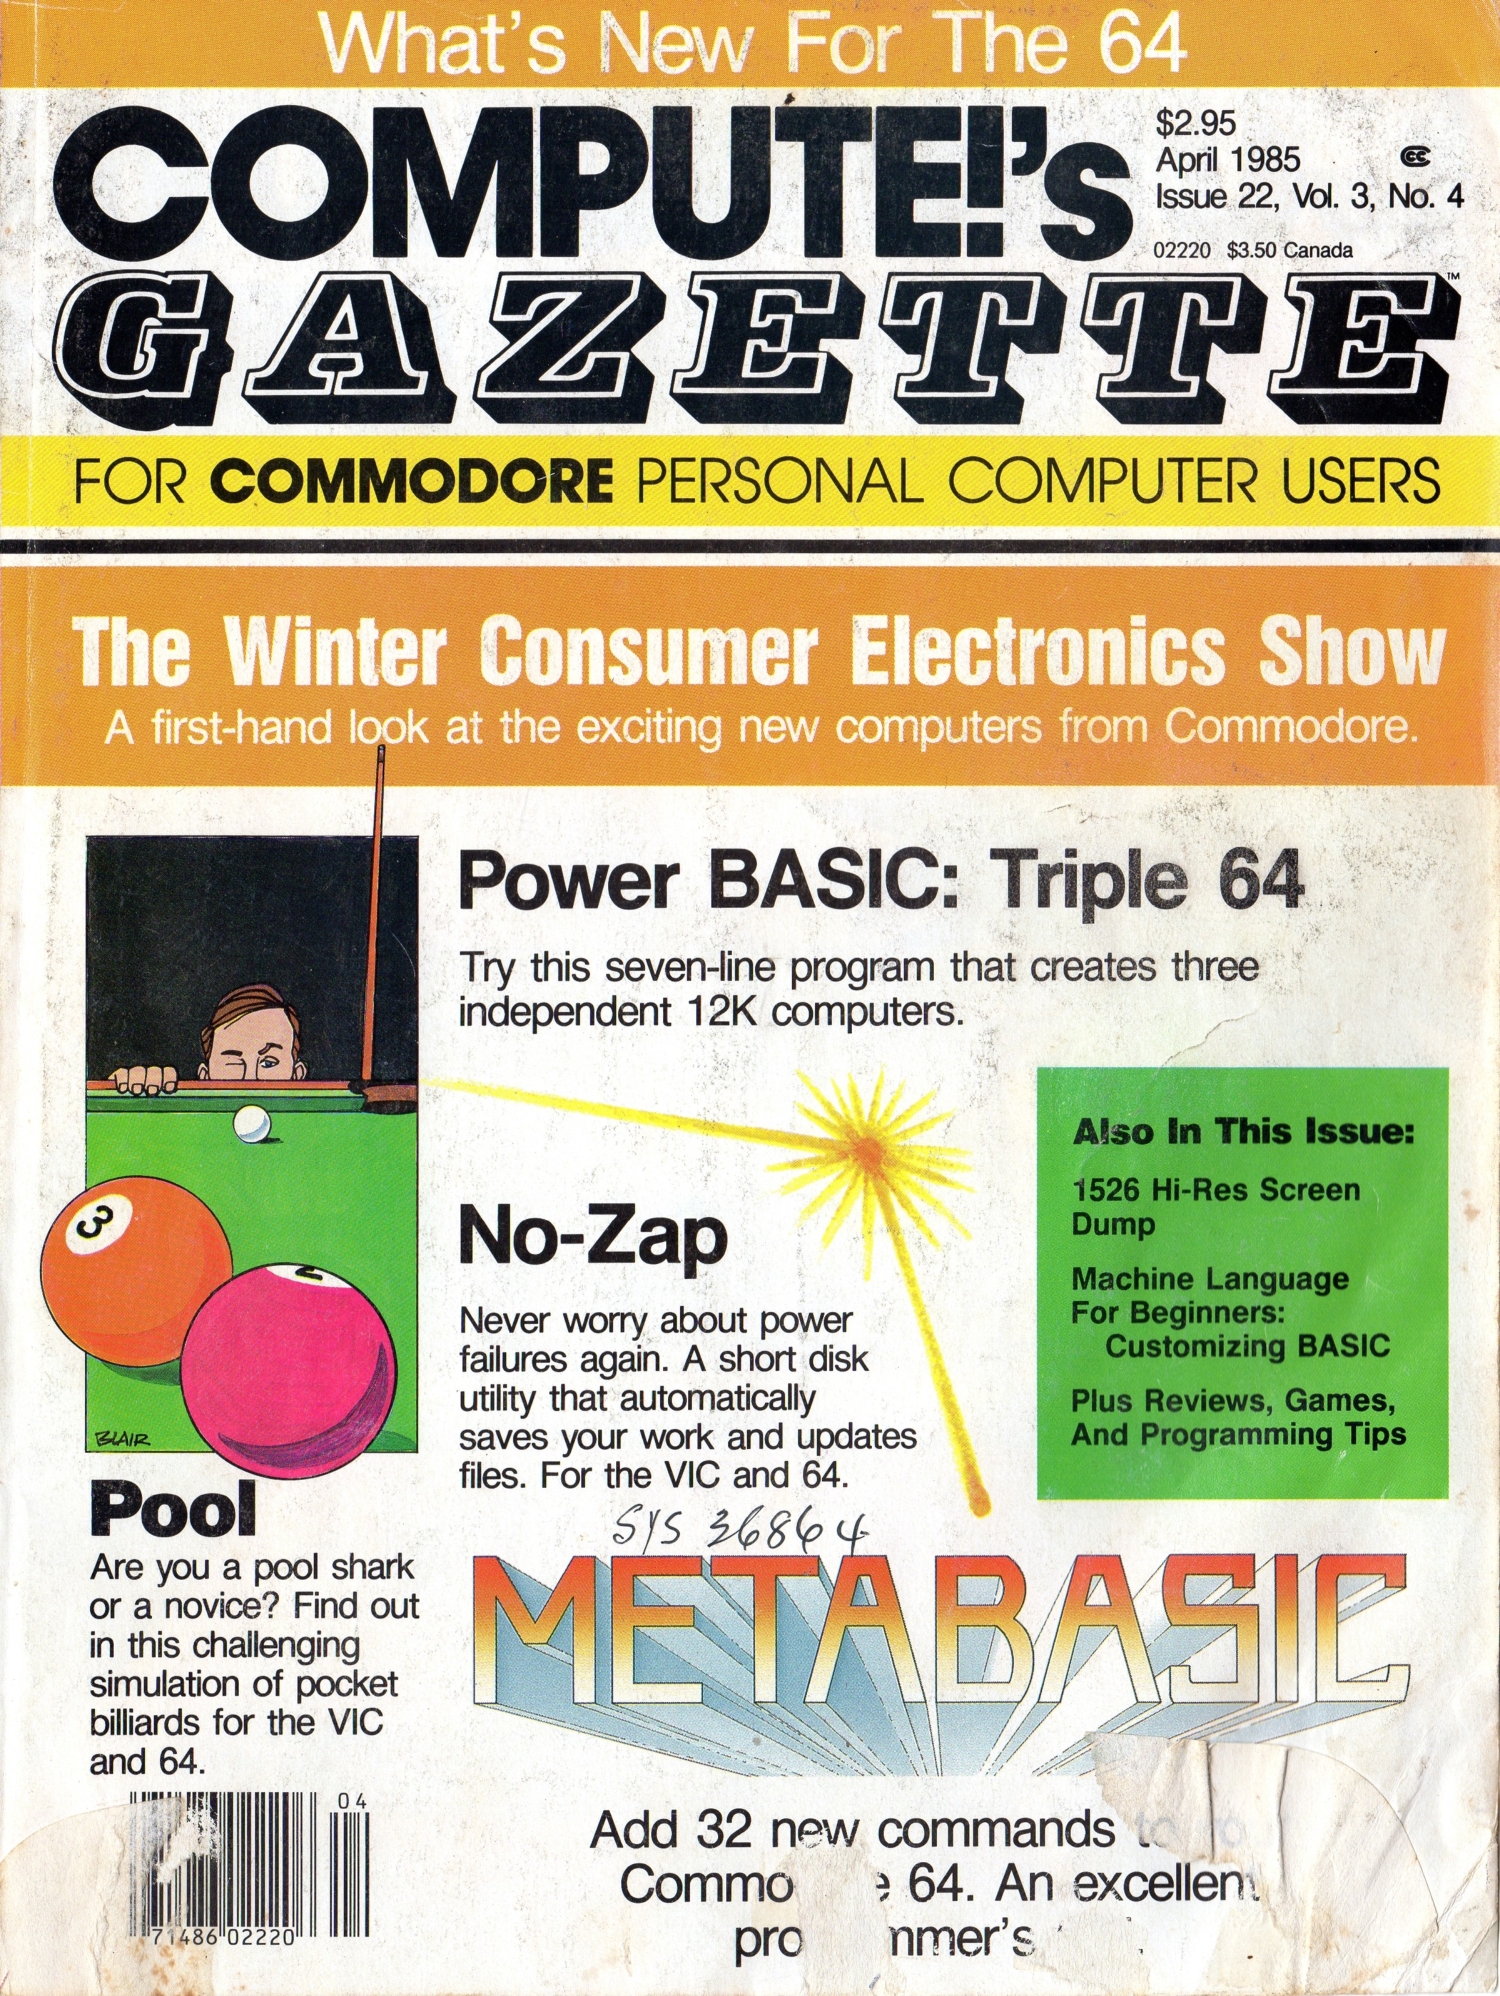 What's New For The 64
COMPUTE!'s
$2.95
April 1985
Issue 22, Vol. 3, No. 4
02220 $3.50 Canada
GAZETTE™
FOR COMMODORE PERSONAL COMPUTER USERS
The Winter Consumer Electronics Show
A first-hand look at the exciting new computers from Commodore.
Power BASIC: Triple 64
Try this seven-line program that creates three
independent 12K computers.
3
2
BLAIR
Pool
Are you a pool shark
or a novice? Find out
in this challenging
simulation of pocket
billiards for the VIC
and 64.
No-Zap
Never worry about power
failures again. A short disk
utility that automatically
saves your work and updates
files. For the VIC and 64.
Also In This Issue:
1526 Hi-Res Screen
Dump
Machine Language
For Beginners:
Customizing BASIC
Plus Reviews, Games,
And Programming Tips
SYS 36864
METABASIC
Add 32 new commands
64. An excellent
04
71486 02220